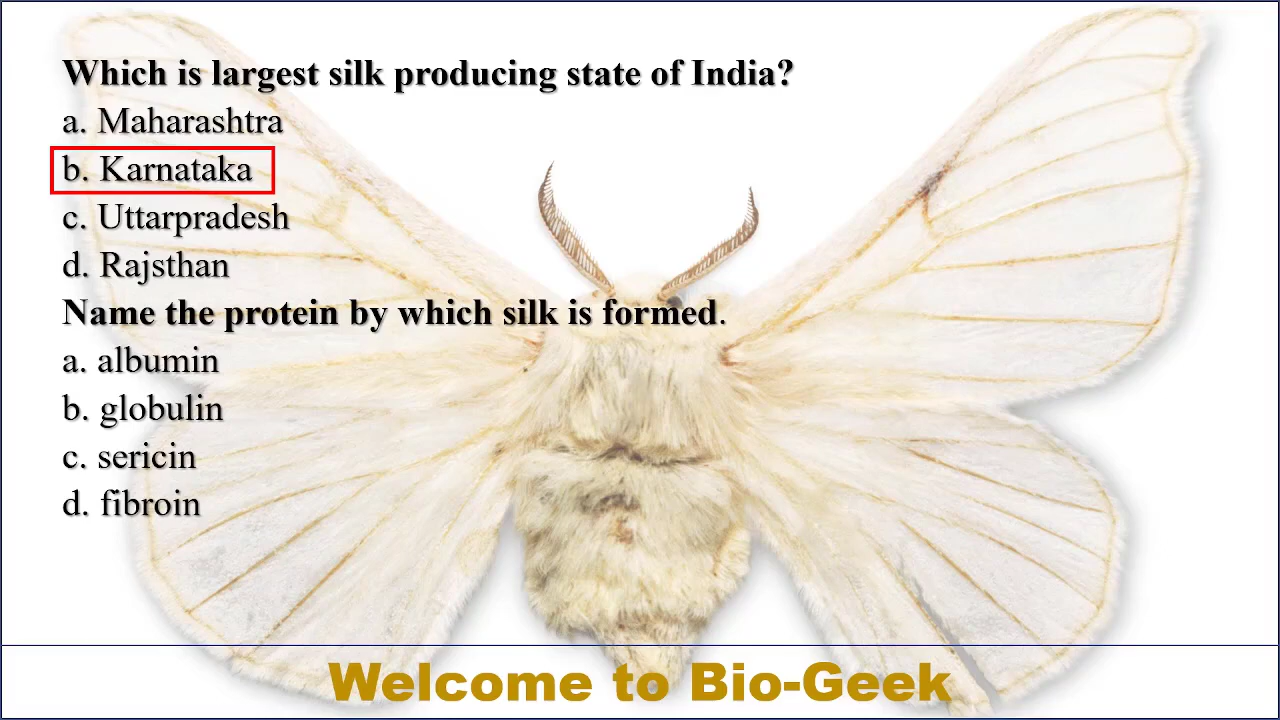 Which is largest silk producing state of India?
a. Maharashtra
b. Karnataka
c. Uttarpradesh
d. Rajsthan
Name the protein by which silk is formed.
a. albumin
b. globulin
c. sericin
d. fibroin
Welcome to Bio-Geek